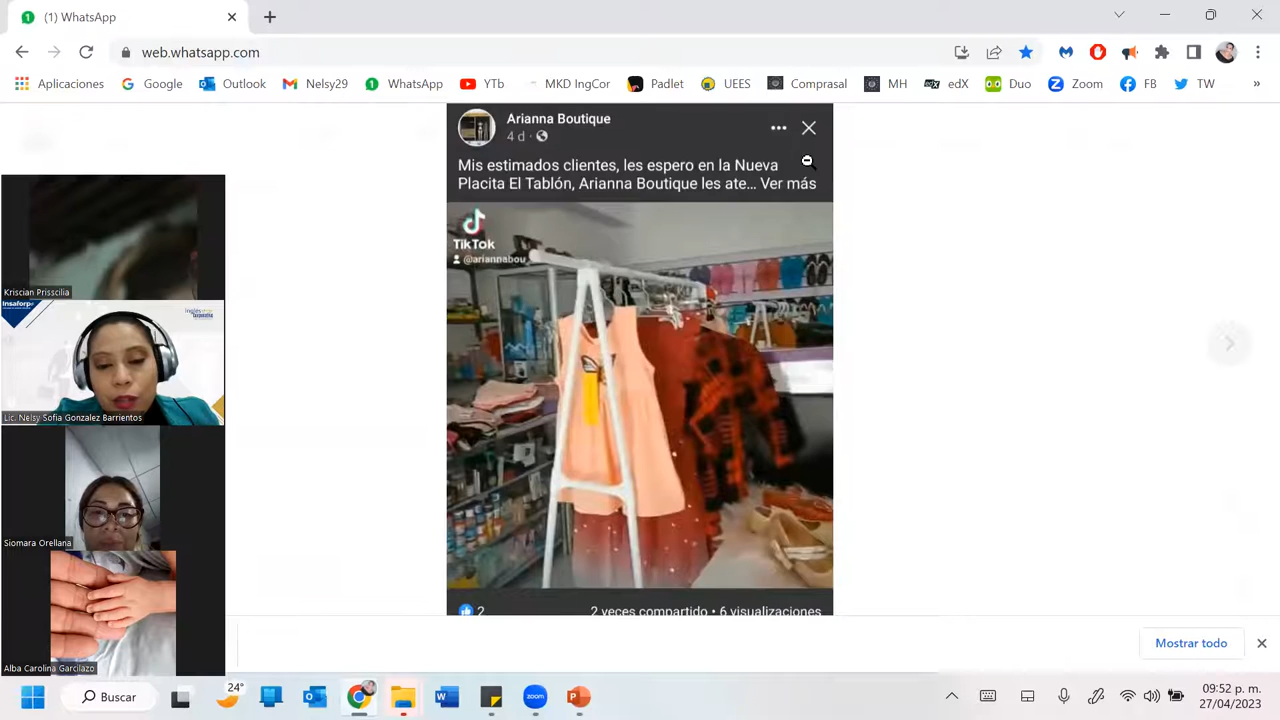 (1) WhatsApp
web.whatsapp.com
Aplicaciones
Google
Outlook
Nelsy29
WhatsApp
YTb
MKD IngCor
Padlet
UEES
Comprasal
MH
edX
Duo
Zoom
FB
TW
»
Arianna Boutique
4 d ·
Mis estimados clientes, les espero en la Nueva
Placita El Tablón, Arianna Boutique les ate... Ver más
TikTok
@ariannabou
2
2 veces compartido • 6 visualizaciones
Kriscian Prisscilia
Insaforp
inglés
Lic. Nelsy Sofia Gonzalez Barrientos
Siomara Orellana
Alba Carolina Garcilazo
Mostrar todo
24°
Buscar
zoom
09:52 p. m.
27/04/2023